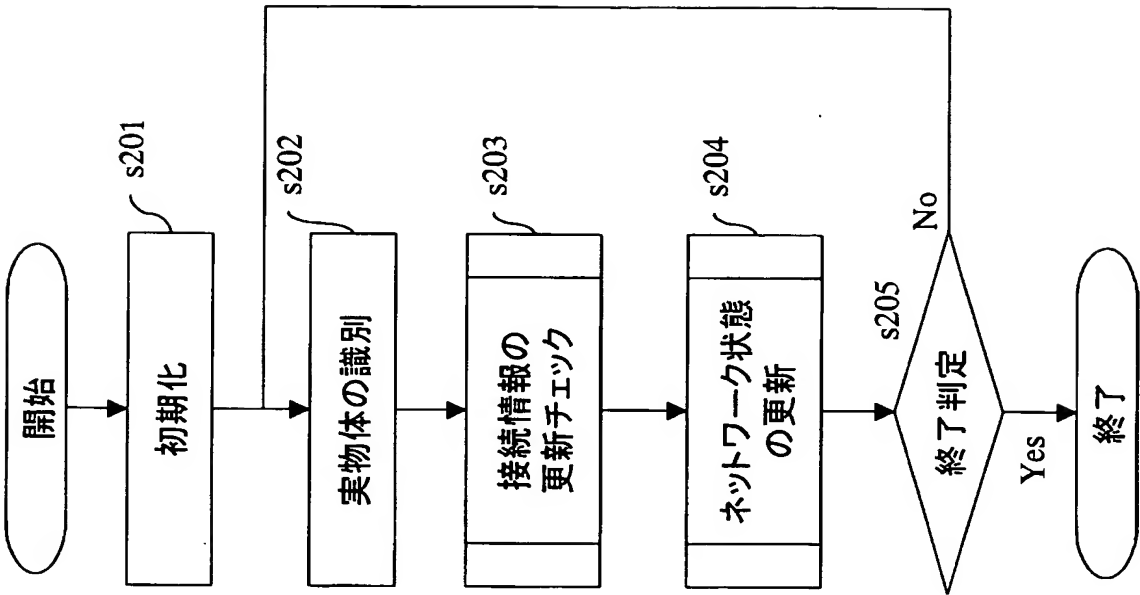 開始
s201
初期化
s202
実物体の識別
s203
接続情報の
更新チェック
s204
ネットワーク状態
の更新
s205
終了判定
No
Yes
終了